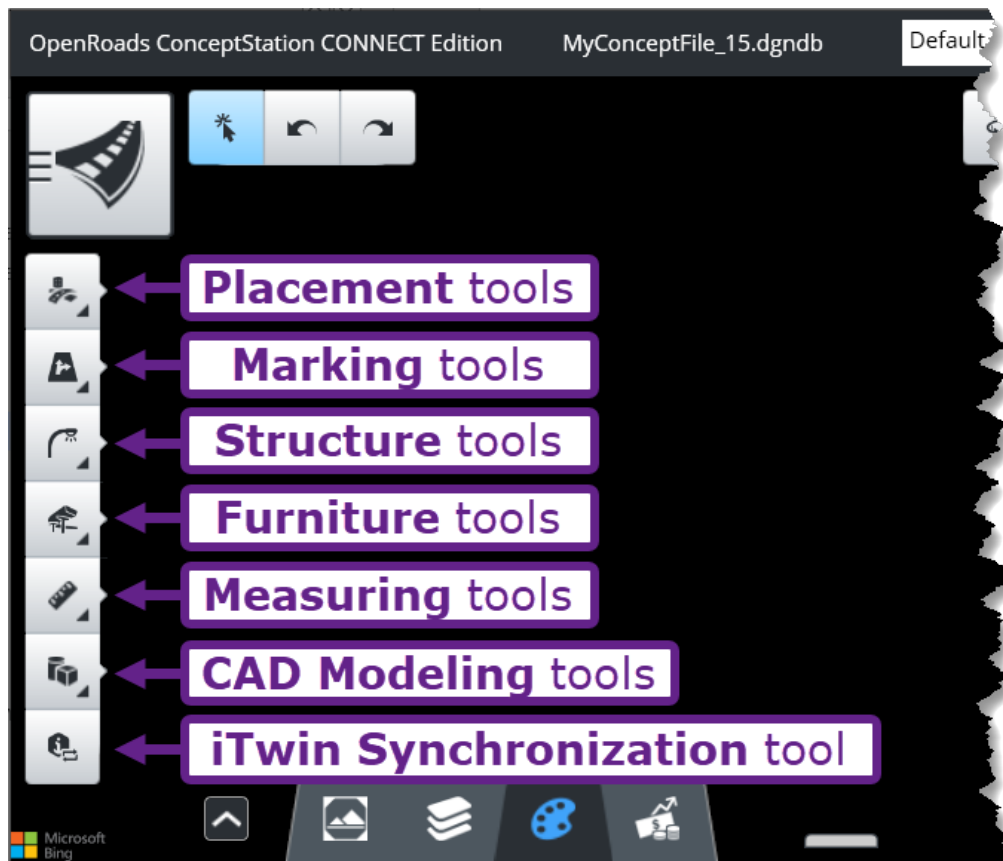 OpenRoads ConceptStation CONNECT Edition MyConceptFile_15.dgndb Default
Placement tools
Marking tools
Structure tools
Furniture tools
Measuring tools
CAD Modeling tools
iTwin Synchronization tool
Microsoft
Bing